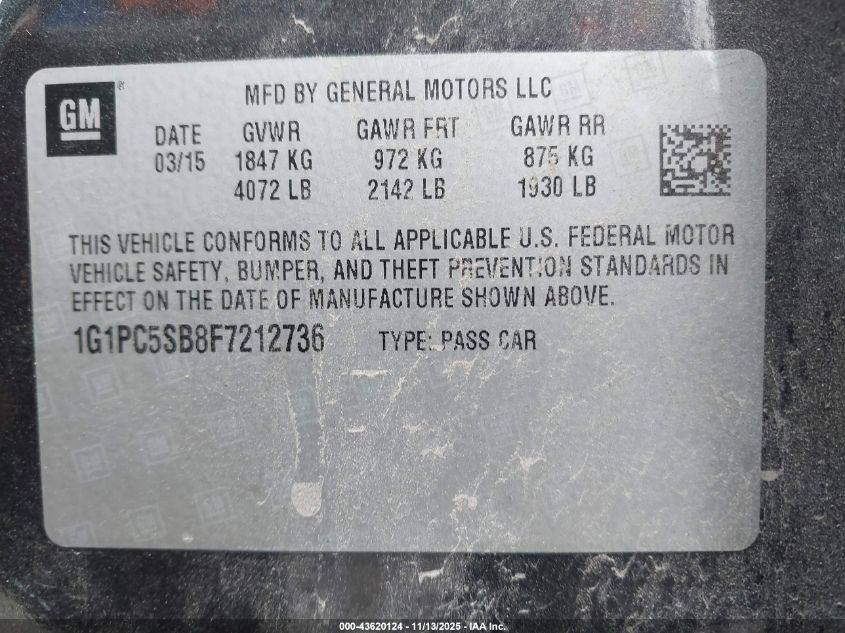 GM
MFD BY GENERAL MOTORS LLC
DATE GVWR GAWR FRT GAWR RR
03/15 1847 KG 972 KG 875 KG
4072 LB 2142 LB 1930 LB
THIS VEHICLE CONFORMS TO ALL APPLICABLE U.S. FEDERAL MOTOR
VEHICLE SAFETY, BUMPER, AND THEFT PREVENTION STANDARDS IN
EFFECT ON THE DATE OF MANUFACTURE SHOWN ABOVE.
1G1PC5SB8F7212736 TYPE: PASS CAR
000-43620124 - 11/13/2025 - IAA Inc.